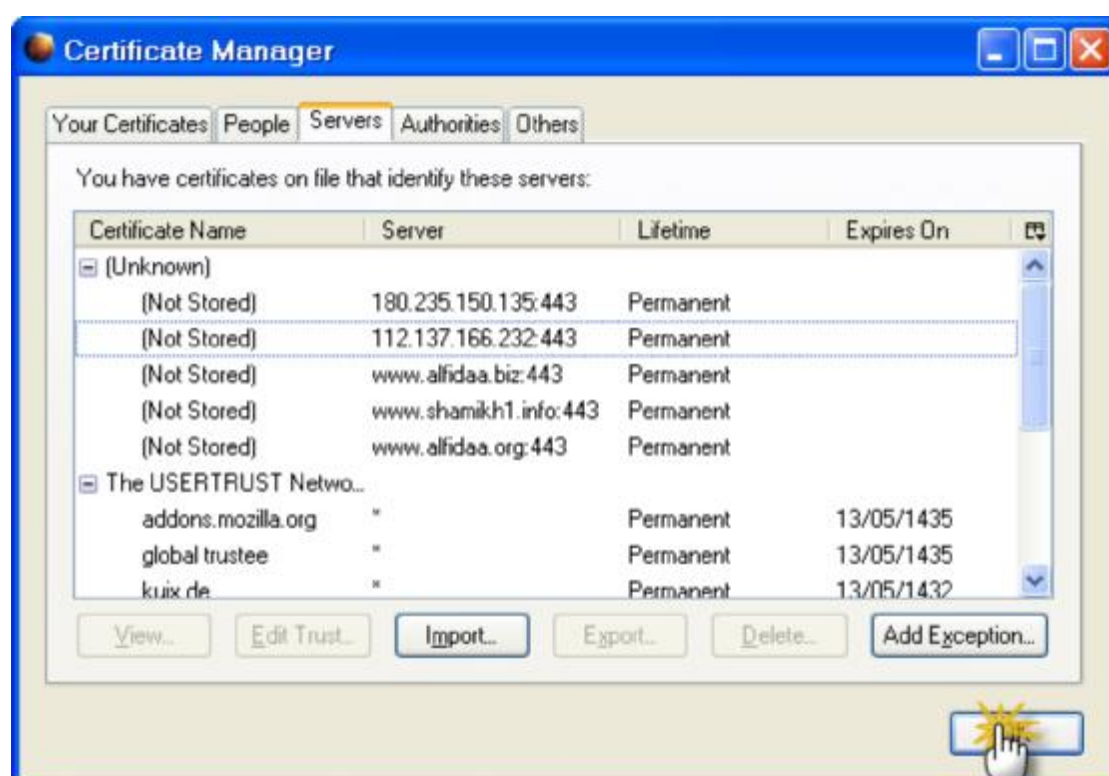 Certificate Manager
Your Certificates People Servers Authorities Others
You have certificates on file that identify these servers:
Certificate Name Server Lifetime Expires On
(Unknown)
(Not Stored) 180.235.150.135:443 Permanent
(Not Stored) 112.137.166.232:443 Permanent
(Not Stored) www.alfidaa.biz:443 Permanent
(Not Stored) www.shamikh1.info:443 Permanent
(Not Stored) www.alfidaa.org:443 Permanent
The USERTRUST Netwo...
addons.mozilla.org * Permanent 13/05/1435
global trustee * Permanent 13/05/1435
kuix.de * Permanent 13/05/1432
View... Edit Trust... Import... Export... Delete... Add Exception...